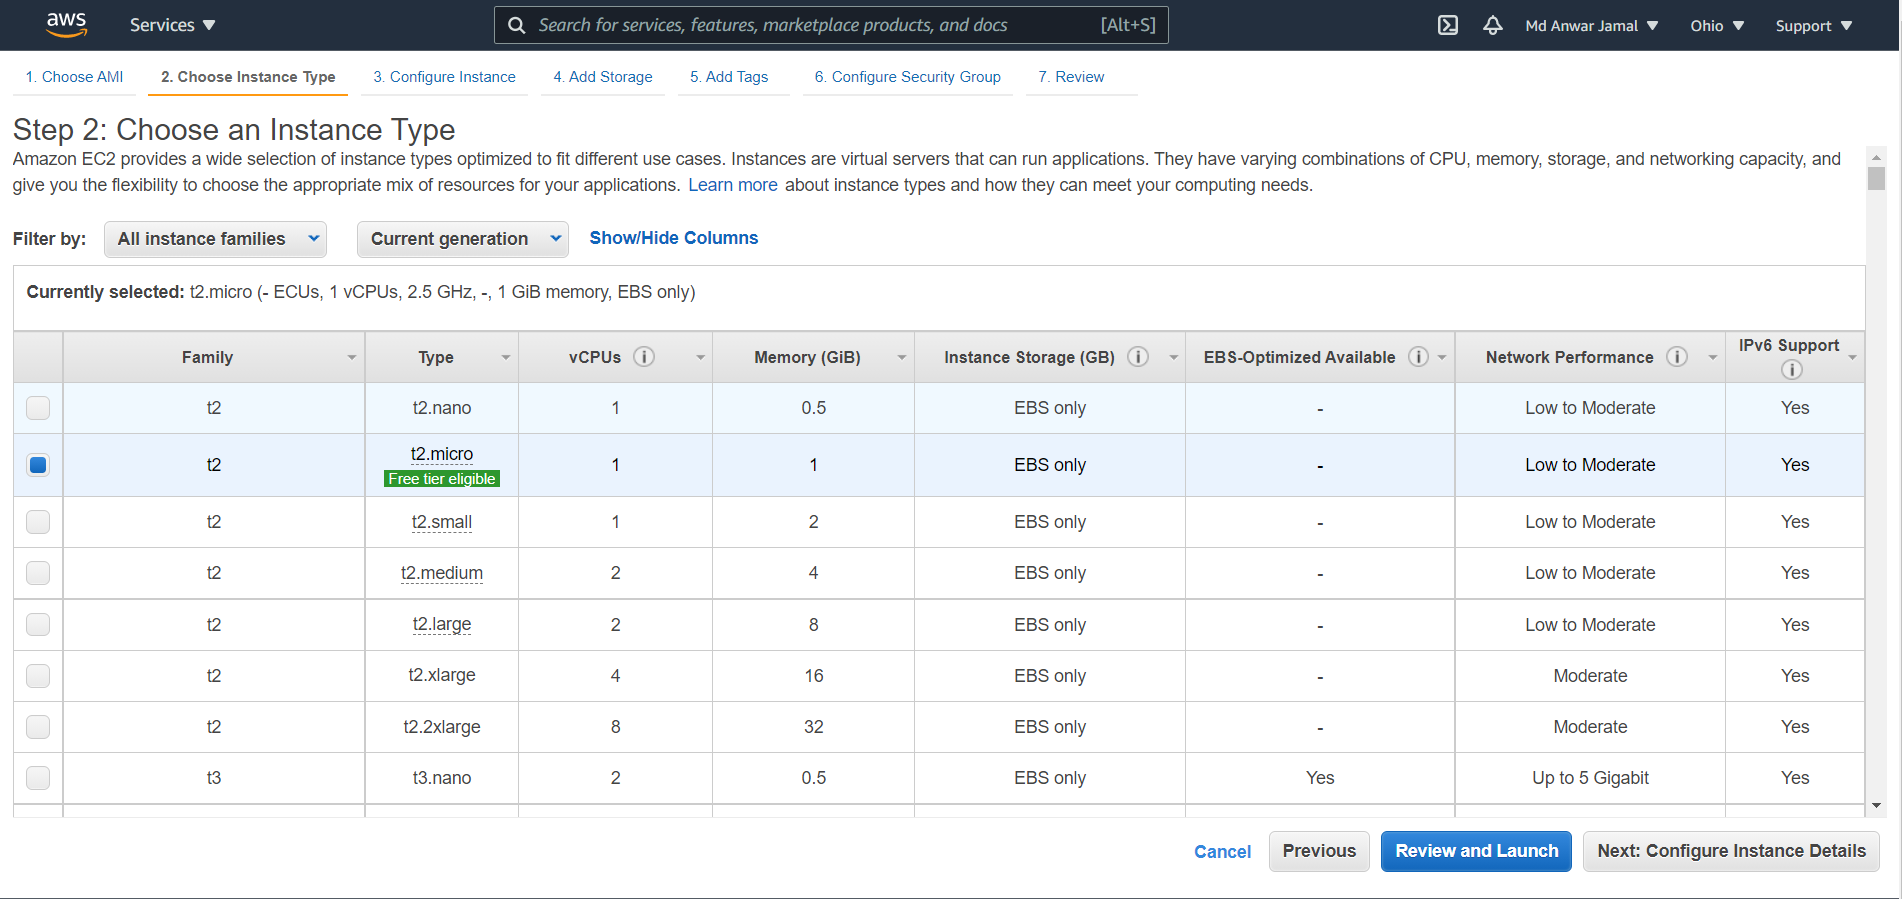 aws Services Search for services, features, marketplace products, and docs [Alt+S] Md Anwar Jamal Ohio Support
1. Choose AMI 2. Choose Instance Type 3. Configure Instance 4. Add Storage 5. Add Tags 6. Configure Security Group 7. Review
Step 2: Choose an Instance Type
Amazon EC2 provides a wide selection of instance types optimized to fit different use cases. Instances are virtual servers that can run applications. They have varying combinations of CPU, memory, storage, and networking capacity, and
give you the flexibility to choose the appropriate mix of resources for your applications. Learn more about instance types and how they can meet your computing needs.
Filter by: All instance families Current generation Show/Hide Columns
Currently selected: t2.micro (- ECUs, 1 vCPUs, 2.5 GHz, -, 1 GiB memory, EBS only)
Family Type vCPUs i Memory (GiB) Instance Storage (GB) i EBS-Optimized Available i Network Performance i IPv6 Support i
t2 t2.nano 1 0.5 EBS only - Low to Moderate Yes
t2 t2.micro 1 1 EBS only - Low to Moderate Yes
Free tier eligible
t2 t2.small 1 2 EBS only - Low to Moderate Yes
t2 t2.medium 2 4 EBS only - Low to Moderate Yes
t2 t2.large 2 8 EBS only - Low to Moderate Yes
t2 t2.xlarge 4 16 EBS only - Moderate Yes
t2 t2.2xlarge 8 32 EBS only - Moderate Yes
t3 t3.nano 2 0.5 EBS only Yes Up to 5 Gigabit Yes
Cancel Previous Review and Launch Next: Configure Instance Details